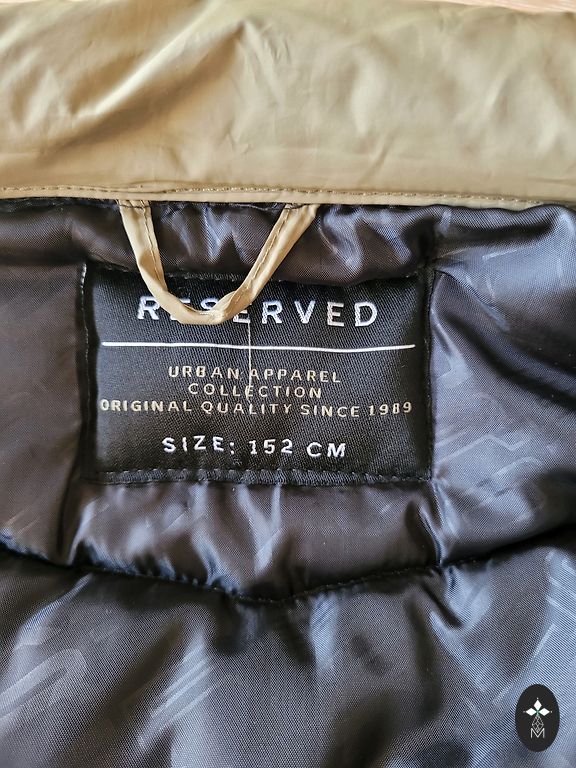 RESERVED
URBAN APPAREL
COLLECTION
ORIGINAL QUALITY SINCE 1989
SIZE: 152 CM
M